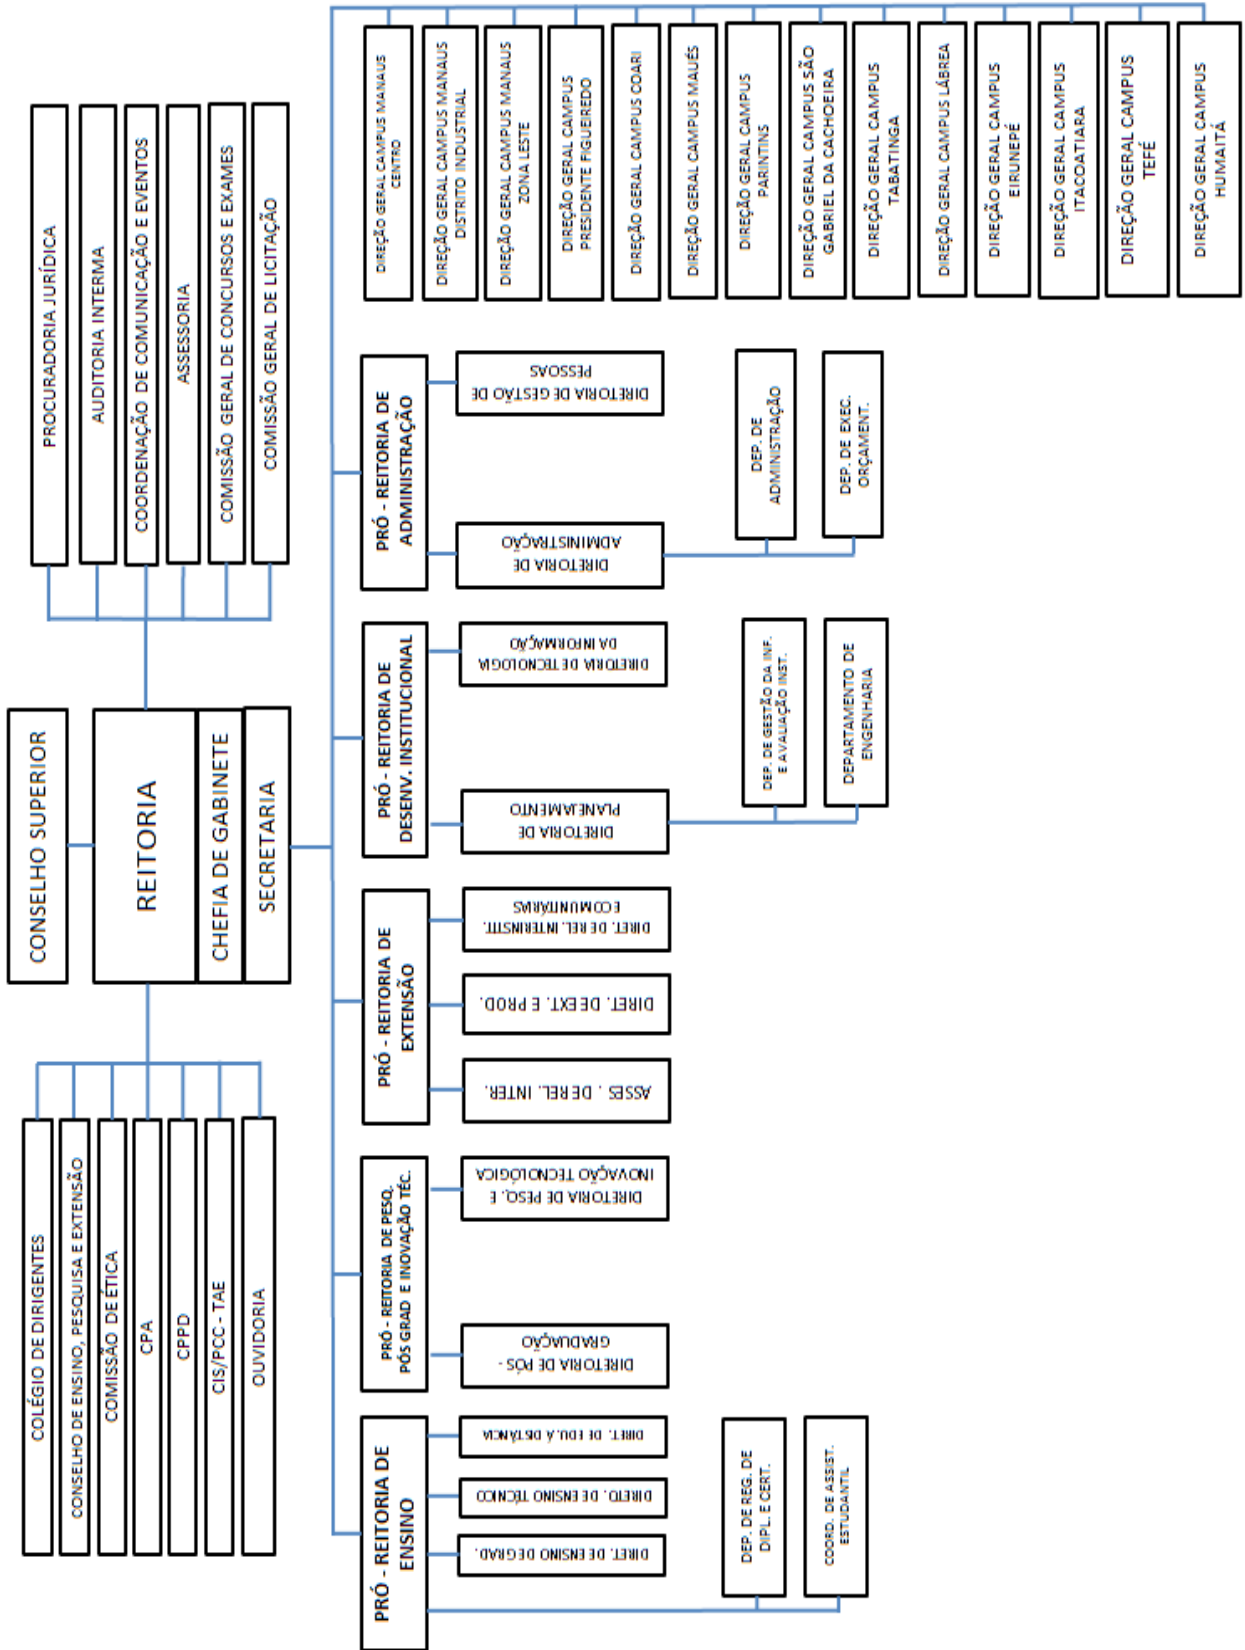 CONSELHO SUPERIOR
REITORIA
CHEFIA DE GABINETE
SECRETARIA
COLÉGIO DE DIRIGENTES
CONSELHO DE ENSINO, PESQUISA E EXTENSÃO
COMISSÃO DE ÉTICA
CPA
CPPD
CIS/PCC - TAE
OUVIDORIA
PROCURADORIA JURÍDICA
AUDITORIA INTERMA
COORDENAÇÃO DE COMUNICAÇÃO E EVENTOS
ASSESSORIA
COMISSÃO GERAL DE CONCURSOS E EXAMES
COMISSÃO GERAL DE LICITAÇÃO
PRÓ - REITORIA DE
ENSINO
DIRET. DE ENSINO DE GRAD.
DIRETO. DE ENSINO TÉCNICO
DIRET. DE EDU. Á DISTÂNCIA
DEP. DE REG. DE
DIPL. E CERT.
COORD. DE ASSIST.
ESTUDANTIL
PRÓ - REITORIA DE PESQ.
PÓS GRAD E INOVAÇÃO TÉC.
DIRETORIA DE PÓS -
GRADUAÇÃO
DIRETORIA DE PESQ. E
INOVAÇÃO TECNOLÓGICA
PRÓ - REITORIA DE
EXTENSÃO
ASSES . DE REL. INTER.
DIRET. DE EXT. E PROD.
DIRET. DE REL. INTERINSTIT.
E COMUNITÁRIAS
PRÓ - REITORIA DE
DESENV. INSTITUCIONAL
DIRETORIA DE
PLANEJAMENTO
DIRETORIA DE TECNOLOGIA
DA INFORMAÇÃO
DEP. DE GESTÃO DA INF.
E AVALIAÇÃO INST.
DEPARTAMENTO DE
ENGENHARIA
PRÓ - REITORIA DE
ADMINISTRAÇÃO
DIRETORIA DE
ADMINISTRAÇÃO
DIRETORIA DE GESTÃO DE
PESSOAS
DEP. DE
ADMINISTRAÇÃO
DEP. DE EXEC.
ORÇAMENT.
DIREÇÃO GERAL CAMPUS MANAUS
CENTRO
DIREÇÃO GERAL CAMPUS MANAUS
DISTRITO INDUSTRIAL
DIREÇÃO GERAL CAMPUS MANAUS
ZONA LESTE
DIREÇÃO GERAL CAMPUS
PRESIDENTE FIGUEIREDO
DIREÇÃO GERAL CAMPUS COARI
DIREÇÃO GERAL CAMPUS MAUÉS
DIREÇÃO GERAL CAMPUS
PARINTINS
DIREÇÃO GERAL CAMPUS SÃO
GABRIEL DA CACHOEIRA
DIREÇÃO GERAL CAMPUS
TABATINGA
DIREÇÃO GERAL CAMPUS LÁBREA
DIREÇÃO GERAL CAMPUS
EIRUNEPÉ
DIREÇÃO GERAL CAMPUS
ITACOATIARA
DIREÇÃO GERAL CAMPUS
TEFÉ
DIREÇÃO GERAL CAMPUS
HUMAITÁ